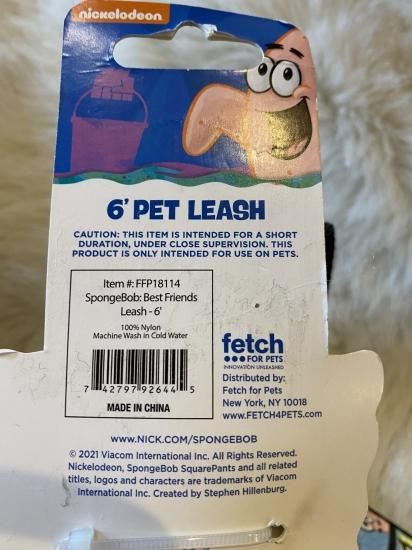 nickelodeon
6' PET LEASH
CAUTION: THIS ITEM IS INTENDED FOR A SHORT
DURATION, UNDER CLOSE SUPERVISION. THIS
PRODUCT IS ONLY INTENDED FOR USE ON PETS.
Item #: FFP18114
SpongeBob: Best Friends
Leash - 6'
100% Nylon
Machine Wash in Cold Water
7 42797 92644 5
MADE IN CHINA
fetch
FOR PETS
INNOVATION UNLEASHED
Distributed by:
Fetch for Pets
New York, NY 10018
www.FETCH4PETS.com
WWW.NICK.COM/SPONGEBOB
© 2021 Viacom International Inc. All Rights Reserved.
Nickelodeon, SpongeBob SquarePants and all related
titles, logos and characters are trademarks of Viacom
International Inc. Created by Stephen Hillenburg.